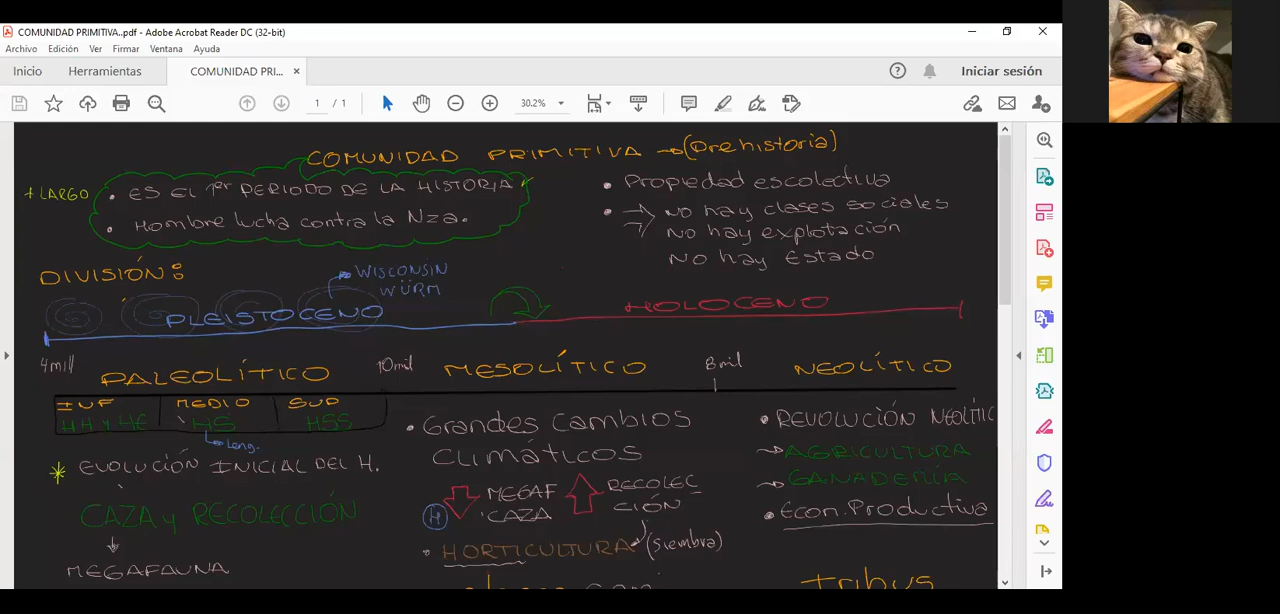 COMUNIDAD PRIMITIVA..pdf - Adobe Acrobat Reader DC (32-bit)
Archivo Edición Ver Firmar Ventana Ayuda
Inicio Herramientas COMUNIDAD PRI... × Iniciar sesión
1 / 1 30.2%
COMUNIDAD PRIMITIVA → (Prehistoria)
+ LARGO
• ES EL 1er PERIODO DE LA HISTORIA
• Hombre lucha contra la Nza.
• Propiedad es colectiva
• → No hay clases sociales
→ No hay explotación
No hay Estado
DIVISIÓN:
WISCONSIN
WÜRM
PLEISTOCENO HOLOCENO
4mill 10mil 8mil
PALEOLÍTICO MESOLÍTICO NEOLÍTICO
INF MEDIO SUP
HH Y HE HS HSS
Leng.
* EVOLUCIÓN INICIAL DEL H.
CAZA y RECOLECCIÓN
MEGAFAUNA
• Grandes cambios
climáticos
H MEGAF RECOLEC
CAZA CIÓN
• HORTICULTURA (siembra)
• REVOLUCIÓN NEOLÍTIC
→ AGRICULTURA
→ GANADERÍA
• Econ. Productiva
Tribus